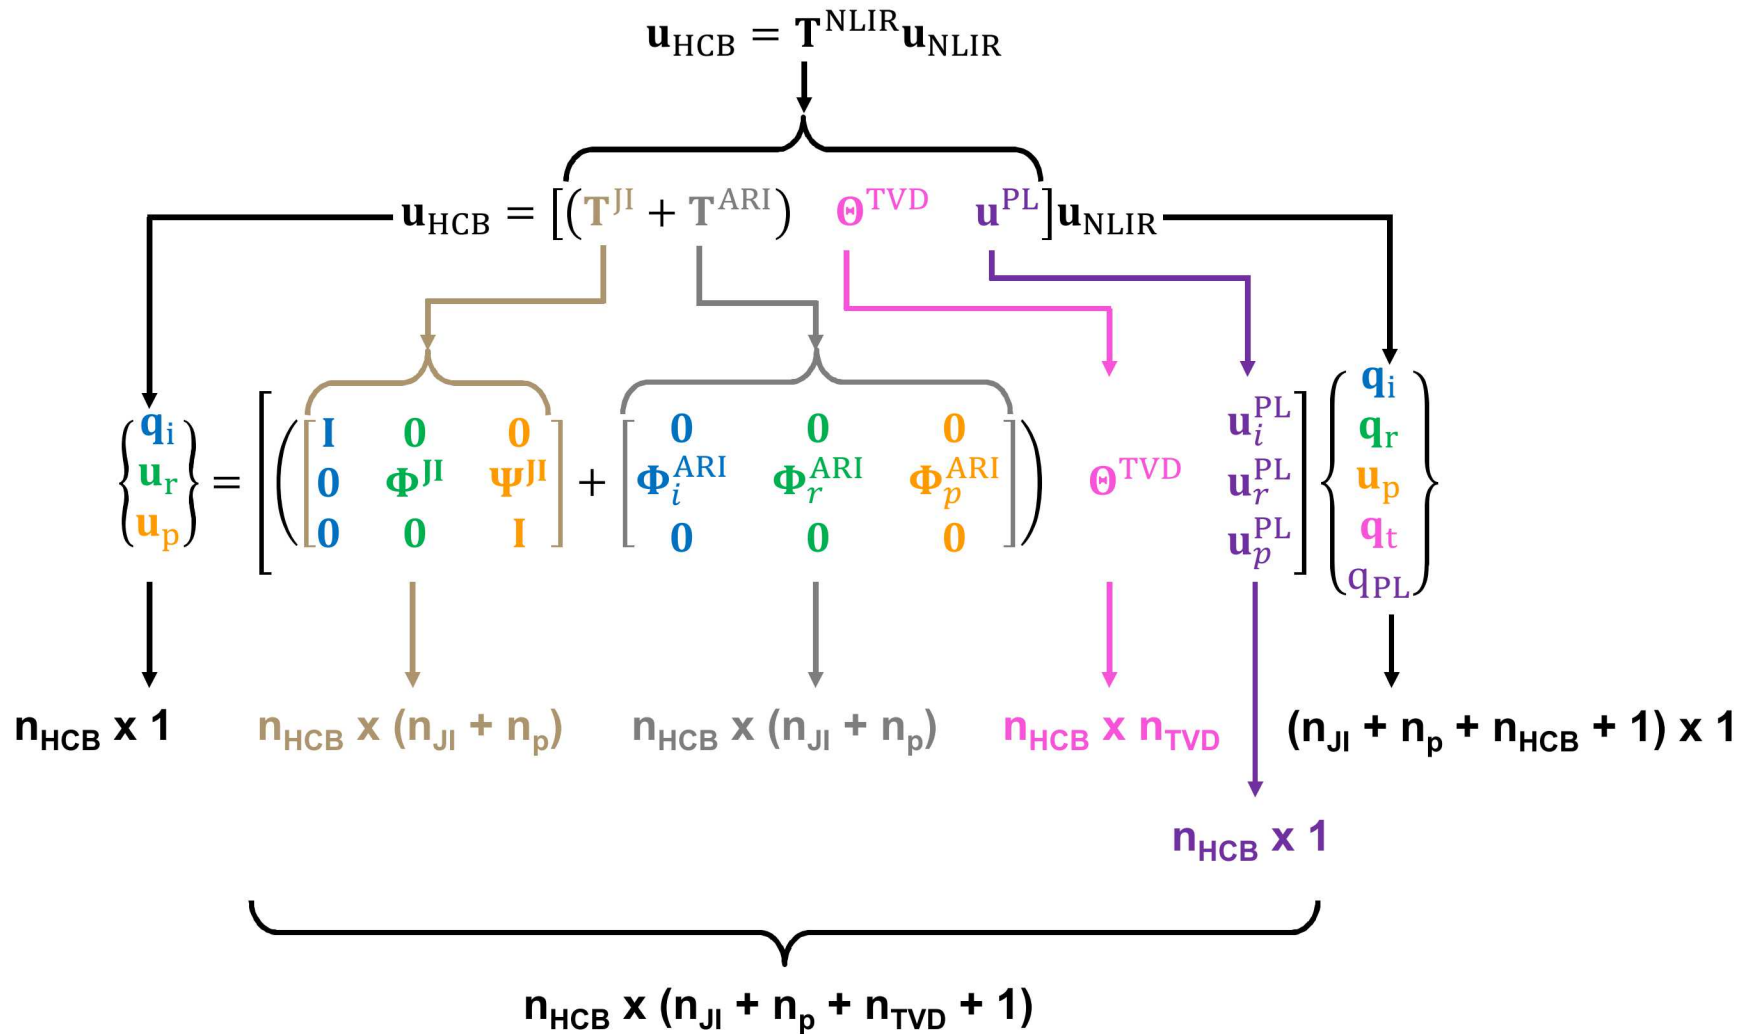 u_HCB = T^NLIR u_NLIR
u_HCB = [(T^JI + T^ARI) Θ^TVD u^PL] u_NLIR
{q_i u_r u_p} = [([I 0 0; 0 Φ^JI Ψ^JI; 0 0 I] + [0 0 0; Φ_i^ARI Φ_r^ARI Φ_p^ARI; 0 0 0]) Θ^TVD u_i^PL u_r^PL u_p^PL] {q_i q_r u_p q_t q_PL}
n_HCB x 1 n_HCB x (n_JI + n_p) n_HCB x (n_JI + n_p) n_HCB x n_TVD (n_JI + n_p + n_HCB + 1) x 1
n_HCB x 1
n_HCB x (n_JI + n_p + n_TVD + 1)